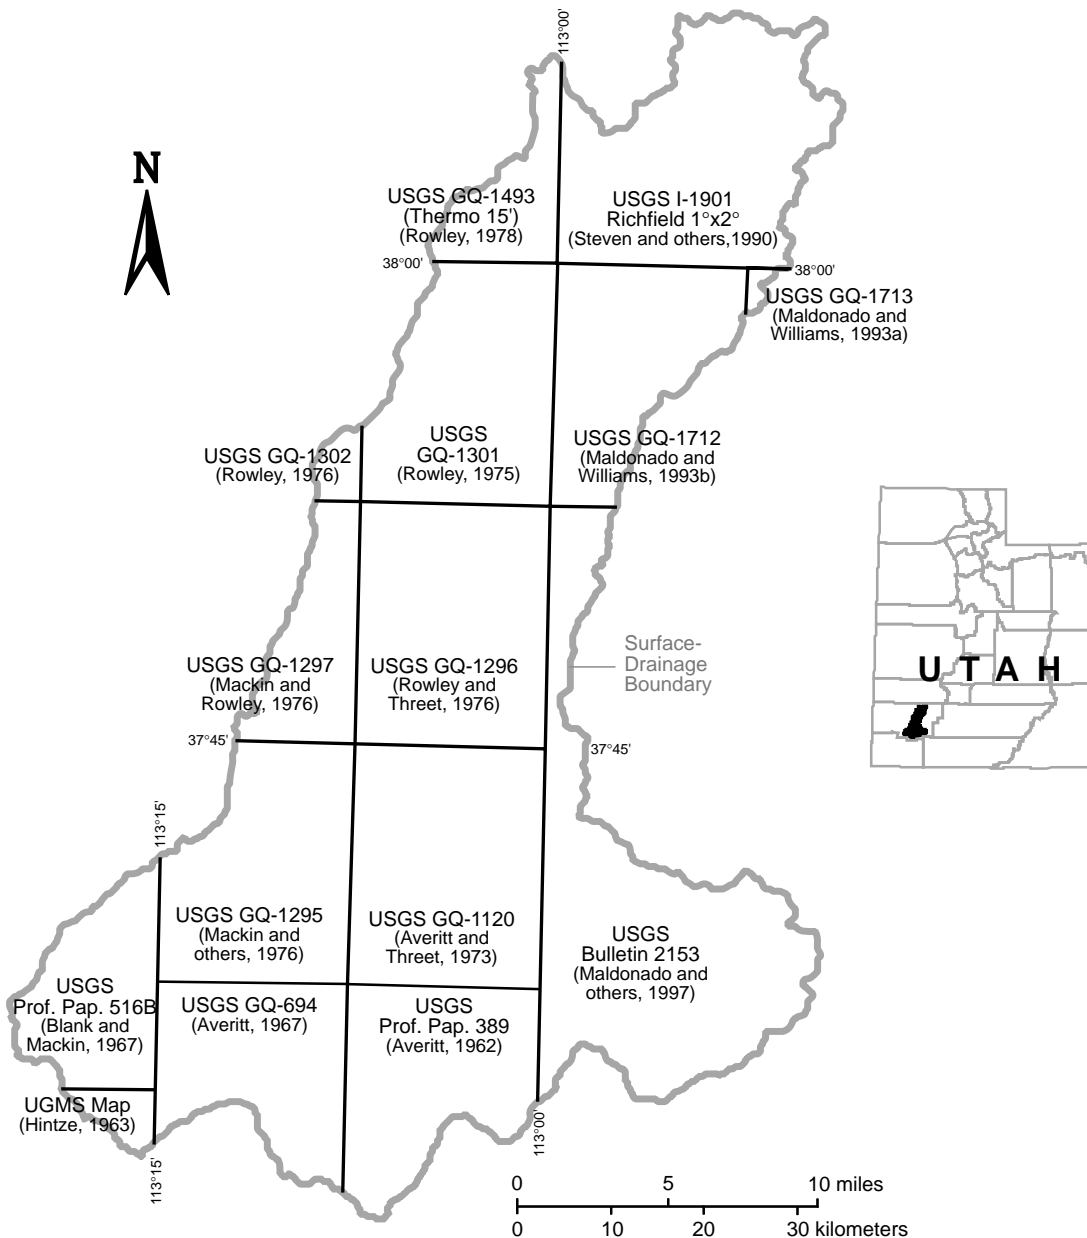 113°00'
N
USGS GQ-1493
(Thermo 15')
(Rowley, 1978)
USGS I-1901
Richfield 1°x2°
(Steven and others,1990)
38°00'
38°00'
USGS GQ-1713
(Maldonado and
Williams, 1993a)
USGS GQ-1302
(Rowley, 1976)
USGS
GQ-1301
(Rowley, 1975)
USGS GQ-1712
(Maldonado and
Williams, 1993b)
USGS GQ-1297
(Mackin and
Rowley, 1976)
USGS GQ-1296
(Rowley and
Threet, 1976)
Surface-
Drainage
Boundary
UTAH
37°45'
37°45'
113°15'
USGS GQ-1295
(Mackin and
others, 1976)
USGS GQ-1120
(Averitt and
Threet, 1973)
USGS
Bulletin 2153
(Maldonado and
others, 1997)
USGS
Prof. Pap. 516B
(Blank and
Mackin, 1967)
USGS GQ-694
(Averitt, 1967)
USGS
Prof. Pap. 389
(Averitt, 1962)
UGMS Map
(Hintze, 1963)
113°15'
113°00'
0 5 10 miles
0 10 20 30 kilometers